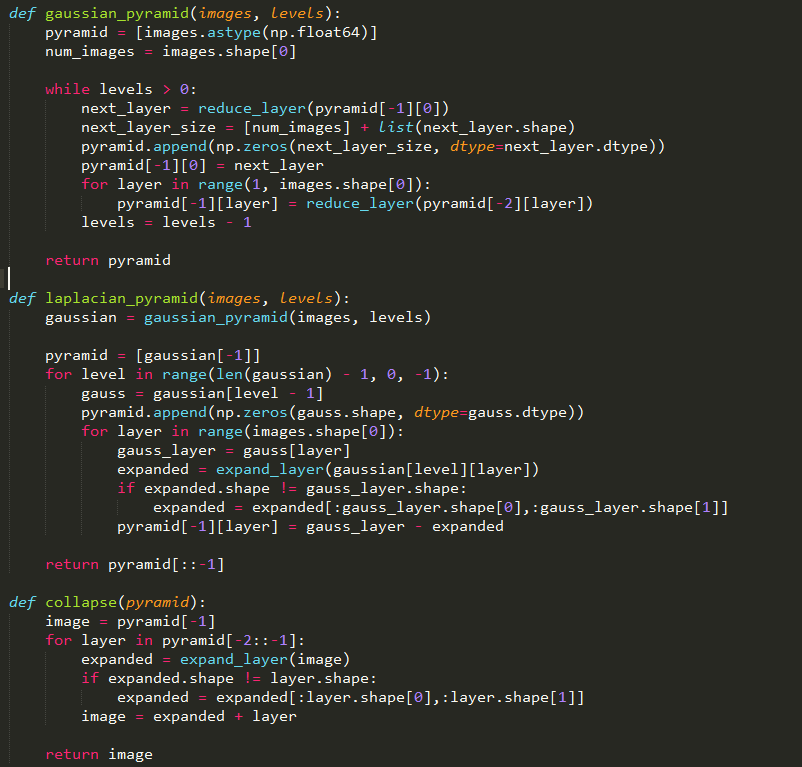 def gaussian_pyramid(images, levels):
    pyramid = [images.astype(np.float64)]
    num_images = images.shape[0]

    while levels > 0:
        next_layer = reduce_layer(pyramid[-1][0])
        next_layer_size = [num_images] + list(next_layer.shape)
        pyramid.append(np.zeros(next_layer_size, dtype=next_layer.dtype))
        pyramid[-1][0] = next_layer
        for layer in range(1, images.shape[0]):
            pyramid[-1][layer] = reduce_layer(pyramid[-2][layer])
        levels = levels - 1

    return pyramid

def laplacian_pyramid(images, levels):
    gaussian = gaussian_pyramid(images, levels)

    pyramid = [gaussian[-1]]
    for level in range(len(gaussian) - 1, 0, -1):
        gauss = gaussian[level - 1]
        pyramid.append(np.zeros(gauss.shape, dtype=gauss.dtype))
        for layer in range(images.shape[0]):
            gauss_layer = gauss[layer]
            expanded = expand_layer(gaussian[level][layer])
            if expanded.shape != gauss_layer.shape:
                expanded = expanded[:gauss_layer.shape[0],:gauss_layer.shape[1]]
            pyramid[-1][layer] = gauss_layer - expanded

    return pyramid[::-1]

def collapse(pyramid):
    image = pyramid[-1]
    for layer in pyramid[-2::-1]:
        expanded = expand_layer(image)
        if expanded.shape != layer.shape:
            expanded = expanded[:layer.shape[0],:layer.shape[1]]
        image = expanded + layer

    return image